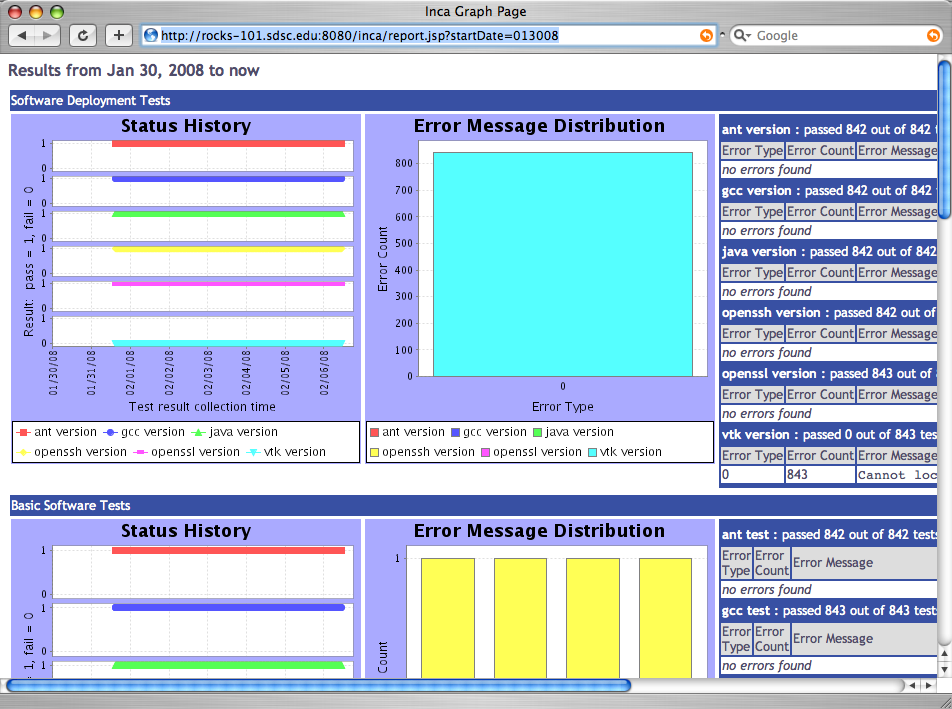 Inca Graph Page
http://rocks-101.sdsc.edu:8080/inca/report.jsp?startDate=013008
Google
Results from Jan 30, 2008 to now
Software Deployment Tests
Status History
1
0
1
0
1
0
1
0
1
0
1
0
Result: pass = 1, fail = 0
01/30/08
01/31/08
02/01/08
02/02/08
02/03/08
02/04/08
02/05/08
02/06/08
Test result collection time
ant version gcc version java version
openssh version openssl version vtk version
Error Message Distribution
800
700
600
500
400
300
200
100
0
Error Count
0
Error Type
ant version gcc version java version
openssh version openssl version vtk version
ant version : passed 842 out of 842
Error Type Error Count Error Message
no errors found
gcc version : passed 842 out of 842
Error Type Error Count Error Message
no errors found
java version : passed 842 out of 842
Error Type Error Count Error Message
no errors found
openssh version : passed 842 out of
Error Type Error Count Error Message
no errors found
openssl version : passed 843 out of
Error Type Error Count Error Message
no errors found
vtk version : passed 0 out of 843 tes
Error Type Error Count Error Message
0 843 Cannot loc
Basic Software Tests
Status History
1
0
1
0
1
1, fail = 0
Error Message Distribution
1
Count
ant test : passed 842 out of 842 tests
Error Type Error Count Error Message
no errors found
gcc test : passed 843 out of 843 tests
Error Type Error Count Error Message
no errors found